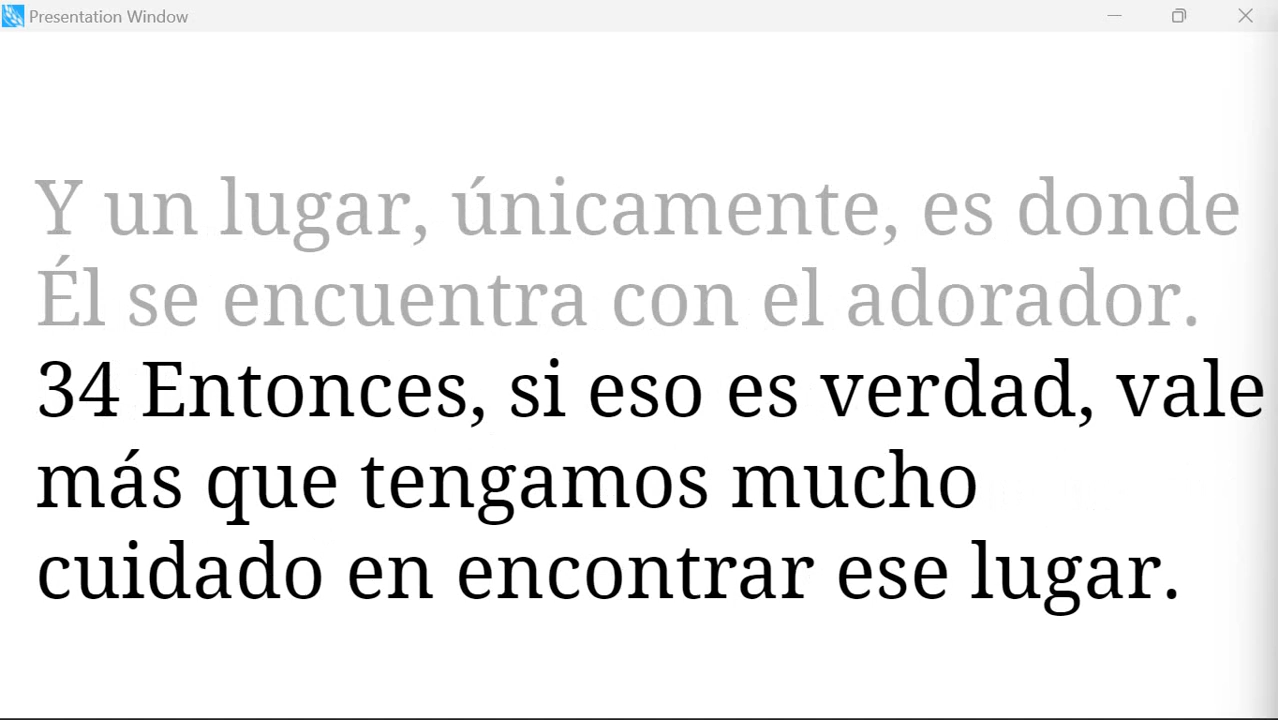 Presentation Window
Y un lugar, únicamente, es donde
Él se encuentra con el adorador.
34 Entonces, si eso es verdad, vale
más que tengamos mucho
cuidado en encontrar ese lugar.